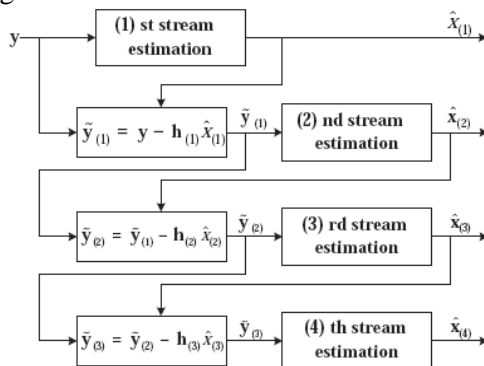 (1) st stream
estimation
y
x̂(1)
ỹ(1) = y − h(1) x̂(1)
ỹ(1)
(2) nd stream
estimation
x̂(2)
ỹ(2) = ỹ(1) − h(2) x̂(2)
ỹ(2)
(3) rd stream
estimation
x̂(3)
ỹ(3) = ỹ(2) − h(3) x̂(3)
ỹ(3)
(4) th stream
estimation
x̂(4)